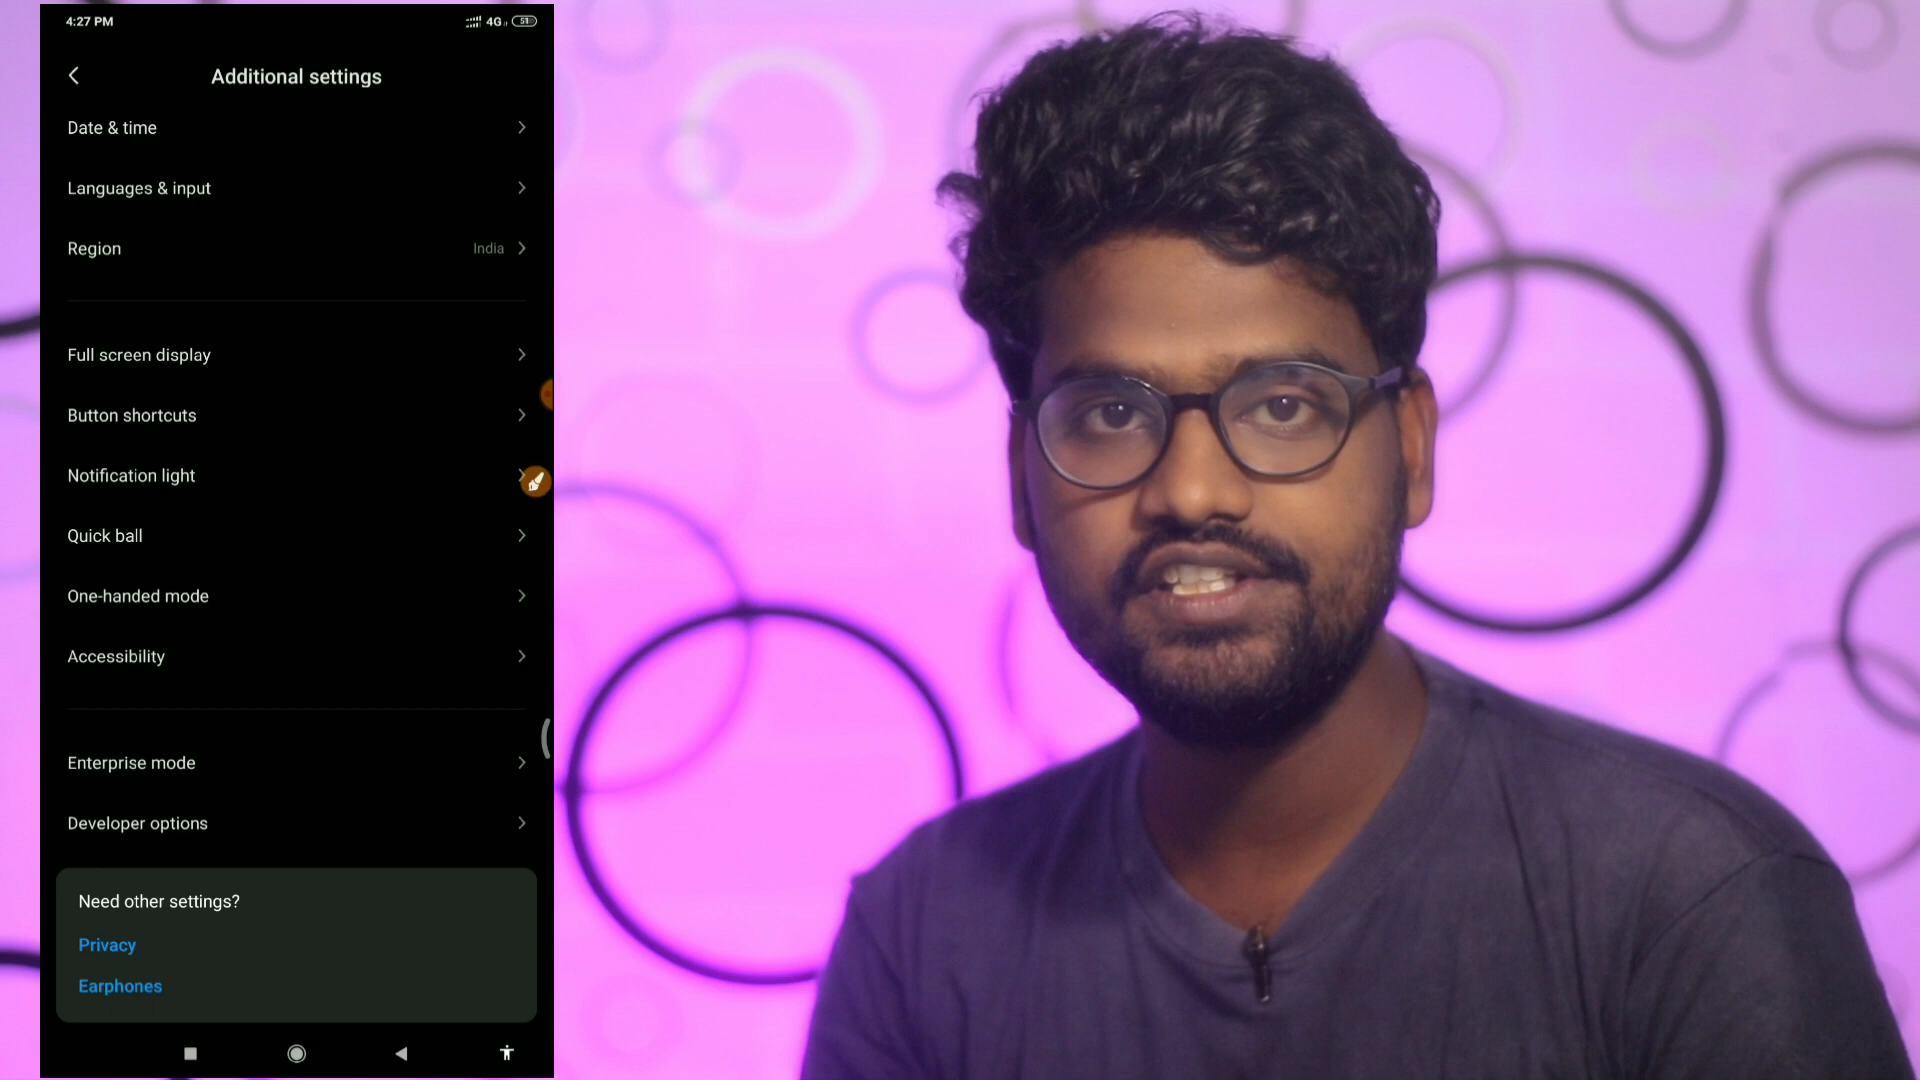 4:27 PM
4G
51
Additional settings
Date & time
Languages & input
Region
India
Full screen display
Button shortcuts
Notification light
Quick ball
One-handed mode
Accessibility
Enterprise mode
Developer options
Need other settings?
Privacy
Earphones